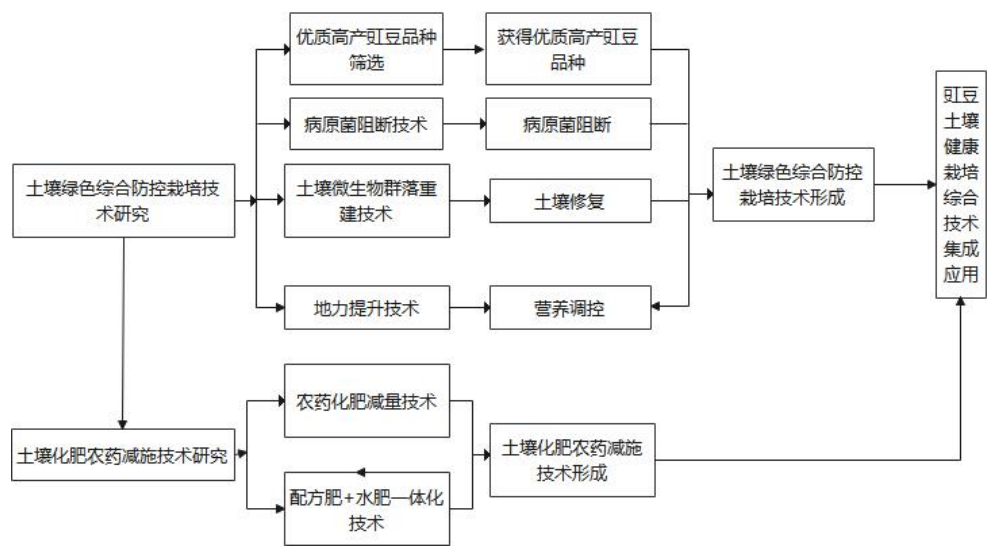 优质高产豇豆品种
筛选
获得优质高产豇豆
品种
病原菌阻断技术
病原菌阻断
土壤绿色综合防控栽培技
术研究
土壤微生物群落重
建技术
土壤修复
土壤绿色综合防控
栽培技术形成
豇豆
土壤
健康
栽培
综合
技术
集成
应用
地力提升技术
营养调控
土壤化肥农药减施技术研究
农药化肥减量技术
配方肥+水肥一体化
技术
土壤化肥农药减施
技术形成